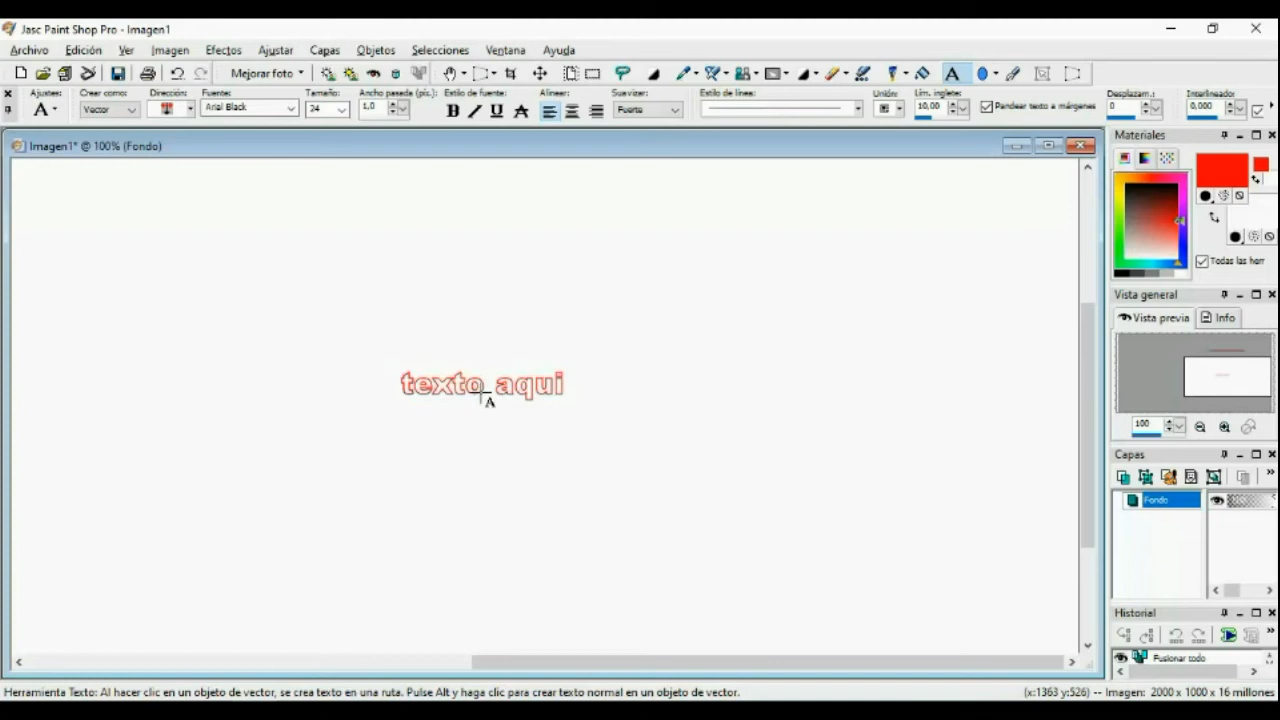 Jasc Paint Shop Pro - Imagen1
Archivo Edición Ver Imagen Efectos Ajustar Capas Objetos Selecciones Ventana Ayuda
Mejorar foto
Ajustes: Crear como: Dirección: Fuente: Tamaño: Ancho pasada (píc.): Estilo de fuente: Alinear: Suavizar: Estilo de línea: Unión: Lím. inglete: Pandear texto a márgenes Desplazam.: Interlineado:
A Vector Arial Black 24 1,0 B I U A Fuerte 10,00 0 0,000
Imagen1* @ 100% (Fondo)
Materiales
Todas las herr
Vista general
Vista previa Info
texto aqui
A
100
Capas
Fondo
Historial
Fusionar todo
Herramienta Texto: Al hacer clic en un objeto de vector, se crea texto en una ruta. Pulse Alt y haga clic para crear texto normal en un objeto de vector.
(x:1363 y:526) -- Imagen: 2000 x 1000 x 16 millones